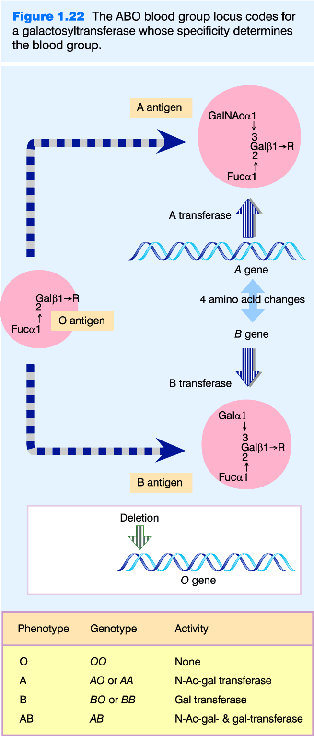 Figure 1.22 The ABO blood group locus codes for
a galactosyltransferase whose specificity determines
the blood group.
A antigen
GalNAcα1
↓
3
Galβ1→R
2
↑
Fucα1
A transferase
A gene
4 amino acid changes
Galβ1→R
2
↑
Fucα1
O antigen
B gene
B transferase
Galα1
↓
3
Galβ1→R
2
↑
Fucα1
B antigen
Deletion
O gene
Phenotype Genotype Activity
O OO None
A AO or AA N-Ac-gal transferase
B BO or BB Gal transferase
AB AB N-Ac-gal- & gal-transferase